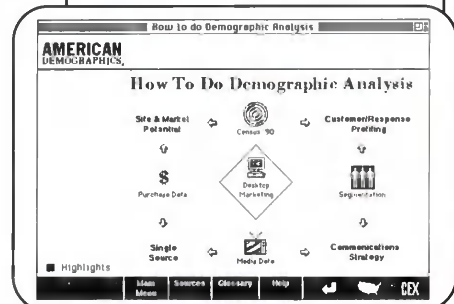 How to do Demographic Analysis
AMERICAN
DEMOGRAPHICS,
How To Do Demographic Analysis
Site & Market
Potential
Census '90
Customer/Response
Profiling
$
Purchase Data
Desktop
Marketing
Segmentation
Single
Source
Media Data
Communications
Strategy
Highlights
Main
Menu
Sources
Glossary
Help